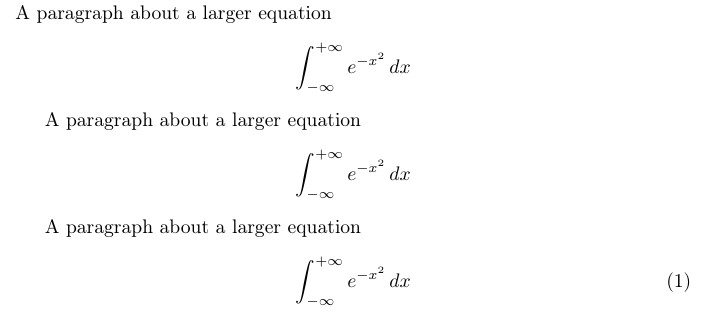 A paragraph about a larger equation
∫_{−∞}^{+∞} e^{−x²} dx
A paragraph about a larger equation
∫_{−∞}^{+∞} e^{−x²} dx
A paragraph about a larger equation
∫_{−∞}^{+∞} e^{−x²} dx (1)